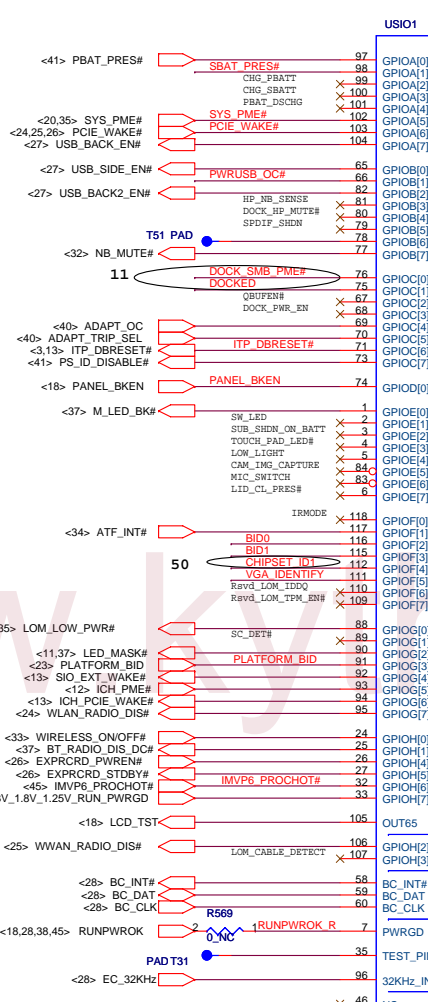 USIO1
<41> PBAT_PRES# 97 GPIOA[0]
SBAT_PRES# 98 GPIOA[1]
CHG_PBATT 99 GPIOA[2]
CHG_SBATT 100 GPIOA[3]
PBAT_DSCHG 101 GPIOA[4]
<20,35> SYS_PME# SYS_PME# 102 GPIOA[5]
<24,25,26> PCIE_WAKE# PCIE_WAKE# 103 GPIOA[6]
<27> USB_BACK_EN# 104 GPIOA[7]
<27> USB_SIDE_EN# 65 GPIOB[0]
PWRUSB_OC# 66 GPIOB[1]
<27> USB_BACK2_EN# 82 GPIOB[2]
HP_NB_SENSE 81 GPIOB[3]
DOCK_HP_MUTE# 80 GPIOB[4]
SPDIF_SHDN 79 GPIOB[5]
T51 PAD 78 GPIOB[6]
<32> NB_MUTE# 77 GPIOB[7]
11 DOCK_SMB_PME# 76 GPIOC[0]
DOCKED 75 GPIOC[1]
QBUFEN# 67 GPIOC[2]
DOCK_PWR_EN 68 GPIOC[3]
<40> ADAPT_OC 69 GPIOC[4]
<40> ADAPT_TRIP_SEL 70 GPIOC[5]
<3,13> ITP_DBRESET# ITP_DBRESET# 71 GPIOC[6]
<41> PS_ID_DISABLE# 73 GPIOC[7]
<18> PANEL_BKEN PANEL_BKEN 74 GPIOD[0]
<37> M_LED_BK# 1 GPIOE[0]
SW_LED 2 GPIOE[1]
SUB_SHDN_ON_BATT 3 GPIOE[2]
TOUCH_PAD_LED# 4 GPIOE[3]
LOW_LIGHT 5 GPIOE[4]
CAM_IMG_CAPTURE 84 GPIOE[5]
MIC_SWITCH 83 GPIOE[6]
LID_CL_PRES# 6 GPIOE[7]
IRMODE 118 GPIOF[0]
<34> ATF_INT# 117 GPIOF[1]
BID0 116 GPIOF[2]
BID1 115 GPIOF[3]
50 CHIPSET_ID1 112 GPIOF[4]
VGA_IDENTIFY 111 GPIOF[5]
Rsvd_LOM_IDDQ 110 GPIOF[6]
Rsvd_LOM_TPM_EN# 109 GPIOF[7]
35> LOM_LOW_PWR# 88 GPIOG[0]
SC_DET# 89 GPIOG[1]
<11,37> LED_MASK# 90 GPIOG[2]
<23> PLATFORM_BID PLATFORM_BID 91 GPIOG[3]
<13> SIO_EXT_WAKE# 92 GPIOG[4]
<12> ICH_PME# 93 GPIOG[5]
<13> ICH_PCIE_WAKE# 94 GPIOG[6]
<24> WLAN_RADIO_DIS# 95 GPIOG[7]
<33> WIRELESS_ON/OFF# 24 GPIOH[0]
<37> BT_RADIO_DIS_DC# 25 GPIOH[1]
<26> EXPRCRD_PWREN# 26 GPIOH[4]
<26> EXPRCRD_STDBY# 27 GPIOH[5]
<45> IMVP6_PROCHOT# IMVP6_PROCHOT# 32 GPIOH[6]
V_1.8V_1.25V_RUN_PWRGD 33 GPIOH[7]
<18> LCD_TST 105 OUT65
<25> WWAN_RADIO_DIS# 106 GPIOH[2]
LOM_CABLE_DETECT 107 GPIOH[3]
<28> BC_INT# 58 BC_INT#
<28> BC_DAT 59 BC_DAT
<28> BC_CLK 60 BC_CLK
R569
<18,28,38,45> RUNPWROK 2 1 RUNPWROK_R 7 PWRGD
0_NC
PAD T31 35 TEST_PI
<28> EC_32KHz 96 32KHz_IN
46